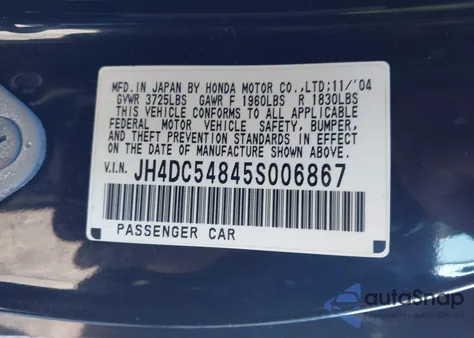 MFD. IN JAPAN BY HONDA MOTOR CO.,LTD;11/'04
GVWR 3725LBS GAWR F 1960LBS R 1830LBS
THIS VEHICLE CONFORMS TO ALL APPLICABLE
FEDERAL MOTOR VEHICLE SAFETY, BUMPER,
AND THEFT PREVENTION STANDARDS IN EFFECT
ON THE DATE OF MANUFACTURE SHOWN ABOVE.
V.I.N. JH4DC54845S006867
PASSENGER CAR
autoSnap